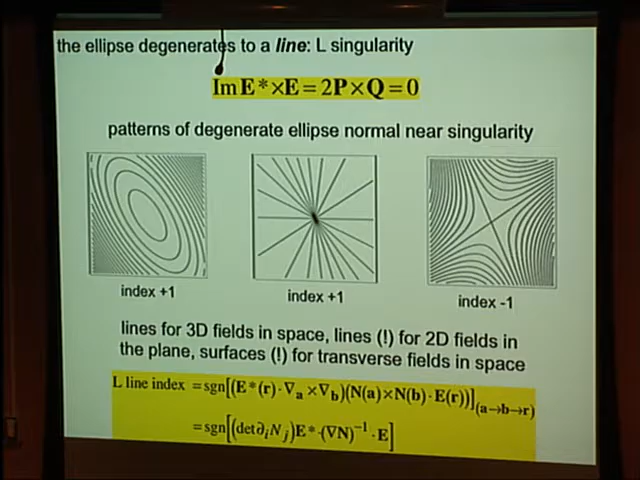 the ellipse degenerates to a line: L singularity
Im E* × E = 2P × Q = 0
patterns of degenerate ellipse normal near singularity
index +1
index +1
index -1
lines for 3D fields in space, lines (!) for 2D fields in
the plane, surfaces (!) for transverse fields in space
L line index = sgn[(E*(r)·∇a × ∇b)(N(a)×N(b)·E(r))](a→b→r)
= sgn[(det ∂iNj)E*·(∇N)⁻¹·E]